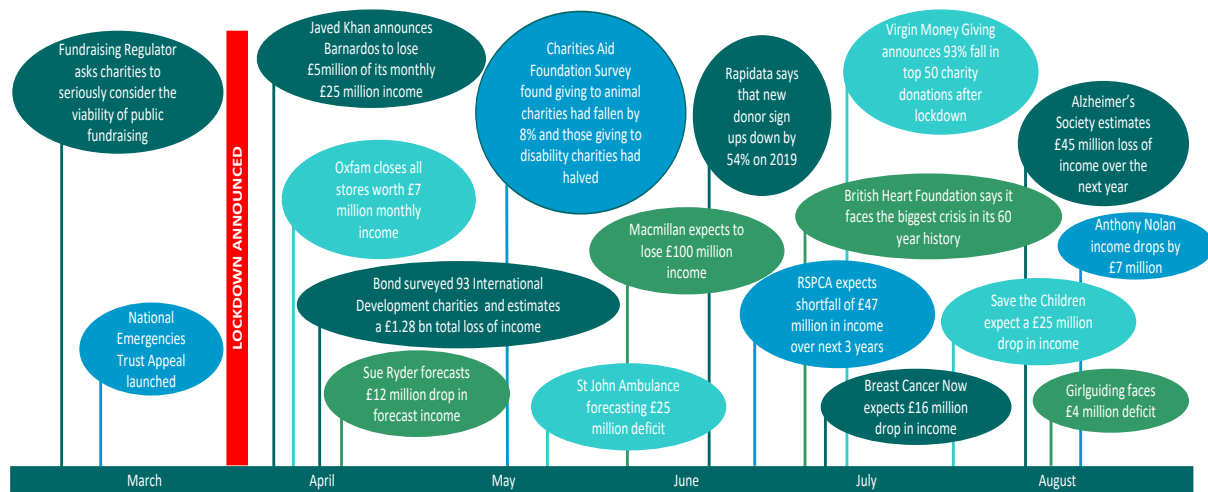 Fundraising Regulator
asks charities to
seriously consider the
viability of public
fundraising
National
Emergencies
Trust Appeal
launched
LOCKDOWN ANNOUNCED
Javed Khan announces
Barnardos to lose
£5million of its monthly
£25 million income
Oxfam closes all
stores worth £7
million monthly
income
Bond surveyed 93 International
Development charities and estimates
a £1.28 bn total loss of income
Sue Ryder forecasts
£12 million drop in
forecast income
Charities Aid
Foundation Survey
found giving to animal
charities had fallen by
8% and those giving to
disability charities had
halved
St John Ambulance
forecasting £25
million deficit
Macmillan expects to
lose £100 million
income
Rapidata says
that new
donor sign
ups down by
54% on 2019
RSPCA expects
shortfall of £47
million in income
over next 3 years
British Heart Foundation says it
faces the biggest crisis in its 60
year history
Breast Cancer Now
expects £16 million
drop in income
Virgin Money Giving
announces 93% fall in
top 50 charity
donations after
lockdown
Save the Children
expect a £25 million
drop in income
Alzheimer's
Society estimates
£45 million loss of
income over the
next year
Girlguiding faces
£4 million deficit
Anthony Nolan
income drops by
£7 million
March
April
May
June
July
August